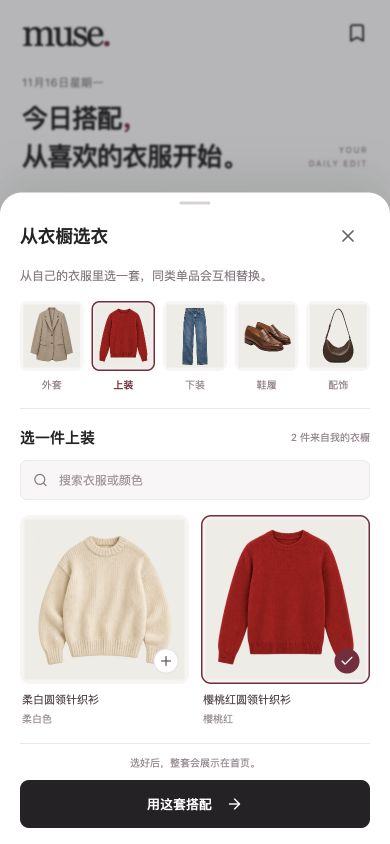 muse.
11月16日星期一
今日搭配,
从喜欢的衣服开始。
YOUR
DAILY EDIT
从衣橱选衣
从自己的衣服里选一套，同类单品会互相替换。
外套
上装
下装
鞋履
配饰
选一件上装
2 件来自我的衣橱
搜索衣服或颜色
柔白圆领针织衫
柔白色
樱桃红圆领针织衫
樱桃红
选好后，整套会展示在首页。
用这套搭配